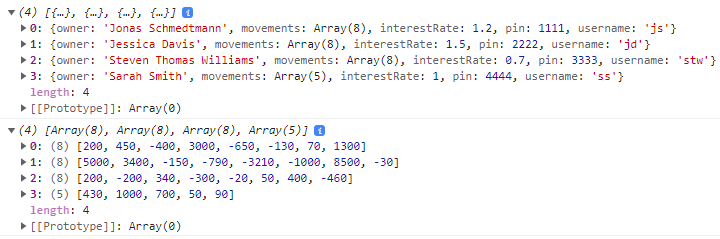 (4) [{…}, {…}, {…}, {…}] i
0: {owner: 'Jonas Schmedtmann', movements: Array(8), interestRate: 1.2, pin: 1111, username: 'js'}
1: {owner: 'Jessica Davis', movements: Array(8), interestRate: 1.5, pin: 2222, username: 'jd'}
2: {owner: 'Steven Thomas Williams', movements: Array(8), interestRate: 0.7, pin: 3333, username: 'stw'}
3: {owner: 'Sarah Smith', movements: Array(5), interestRate: 1, pin: 4444, username: 'ss'}
length: 4
[[Prototype]]: Array(0)
(4) [Array(8), Array(8), Array(8), Array(5)] i
0: (8) [200, 450, -400, 3000, -650, -130, 70, 1300]
1: (8) [5000, 3400, -150, -790, -3210, -1000, 8500, -30]
2: (8) [200, -200, 340, -300, -20, 50, 400, -460]
3: (5) [430, 1000, 700, 50, 90]
length: 4
[[Prototype]]: Array(0)